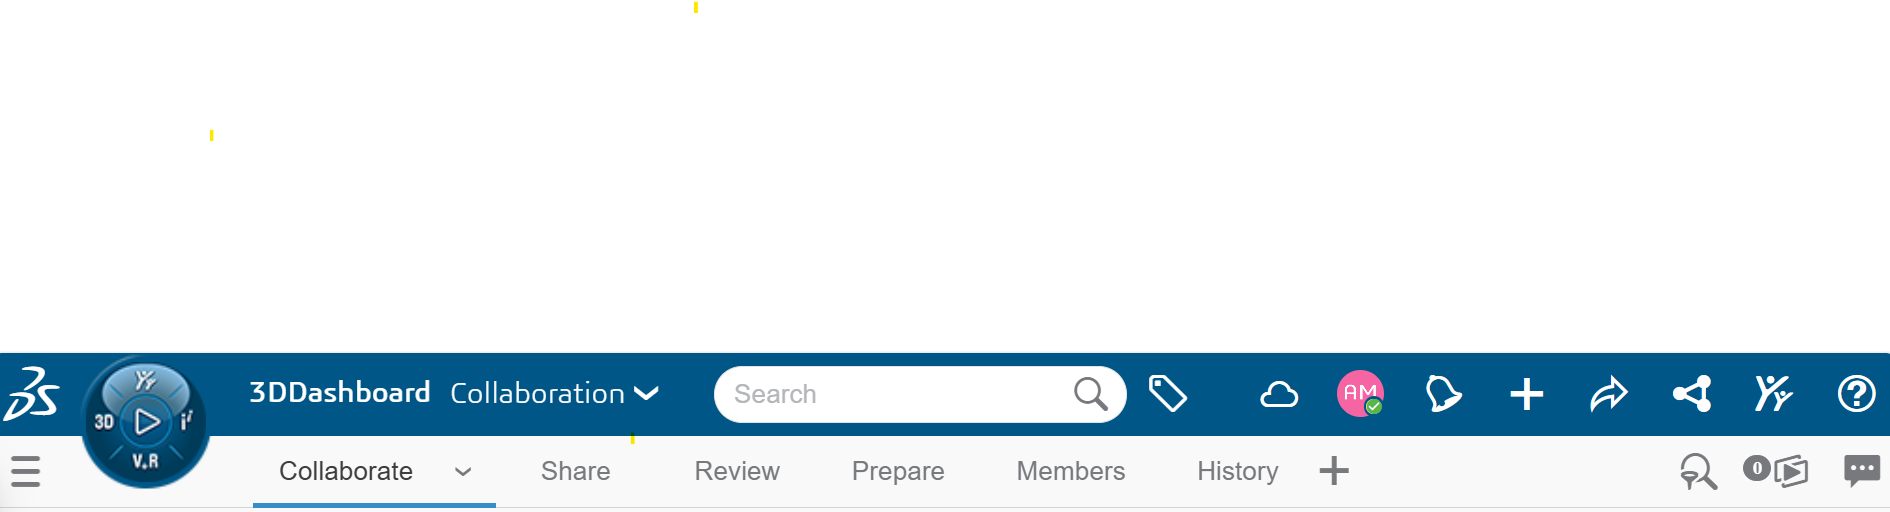 3DDashboard Collaboration
Search
AM
3D
V.R
Collaborate Share Review Prepare Members History
0